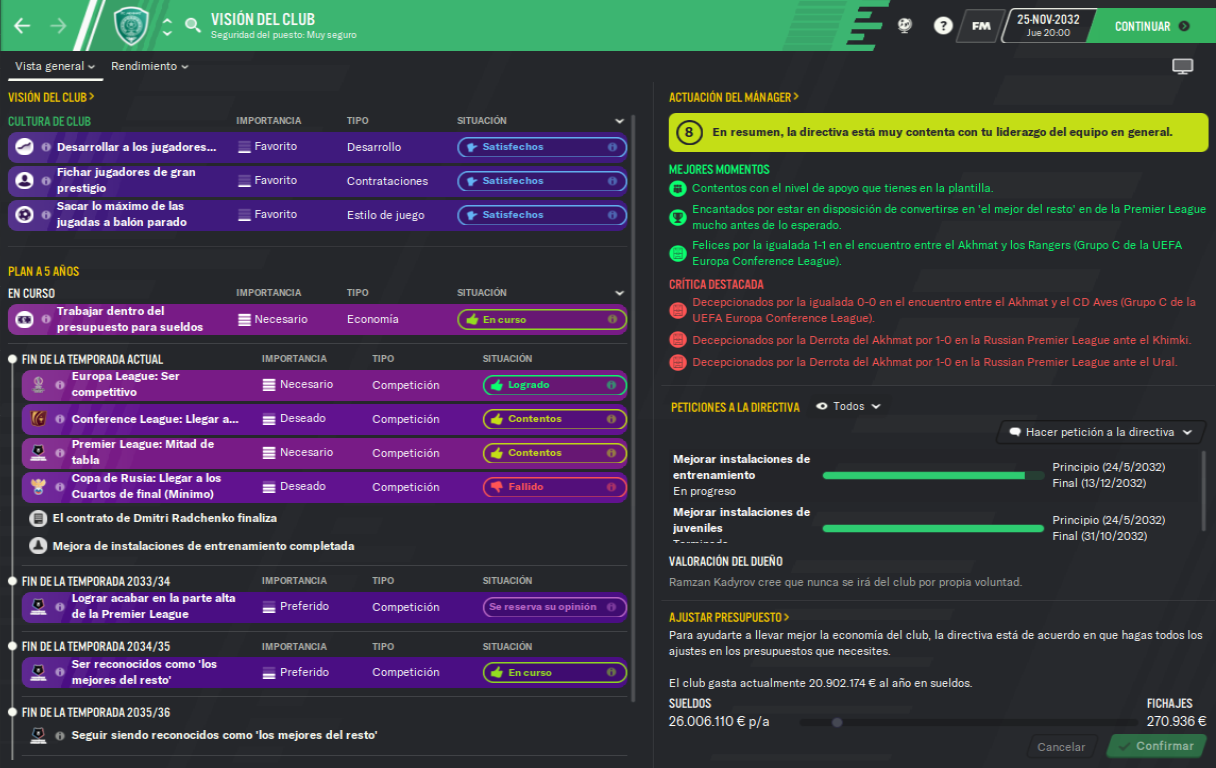 VISIÓN DEL CLUB
Seguridad del puesto: Muy seguro
?
FM
25-NOV-2032
Jue 20:00
CONTINUAR
Vista general
Rendimiento
VISIÓN DEL CLUB >
CULTURA DE CLUB IMPORTANCIA TIPO SITUACIÓN
Desarrollar a los jugadores... Favorito Desarrollo Satisfechos
Fichar jugadores de gran
prestigio Favorito Contrataciones Satisfechos
Sacar lo máximo de las
jugadas a balón parado Favorito Estilo de juego Satisfechos
PLAN A 5 AÑOS
EN CURSO IMPORTANCIA TIPO SITUACIÓN
Trabajar dentro del
presupuesto para sueldos Necesario Economía En curso
FIN DE LA TEMPORADA ACTUAL IMPORTANCIA TIPO SITUACIÓN
Europa League: Ser
competitivo Necesario Competición Logrado
Conference League: Llegar a... Deseado Competición Contentos
Premier League: Mitad de
tabla Necesario Competición Contentos
Copa de Rusia: Llegar a los
Cuartos de final (Mínimo) Deseado Competición Fallido
El contrato de Dmitri Radchenko finaliza
Mejora de instalaciones de entrenamiento completada
FIN DE LA TEMPORADA 2033/34 IMPORTANCIA TIPO SITUACIÓN
Lograr acabar en la parte alta
de la Premier League Preferido Competición Se reserva su opinión
FIN DE LA TEMPORADA 2034/35 IMPORTANCIA TIPO SITUACIÓN
Ser reconocidos como 'los
mejores del resto' Preferido Competición En curso
FIN DE LA TEMPORADA 2035/36
Seguir siendo reconocidos como 'los mejores del resto'
ACTUACIÓN DEL MÁNAGER >
8 En resumen, la directiva está muy contenta con tu liderazgo del equipo en general.
MEJORES MOMENTOS
Contentos con el nivel de apoyo que tienes en la plantilla.
Encantados por estar en disposición de convertirse en 'el mejor del resto' en de la Premier League
mucho antes de lo esperado.
Felices por la igualada 1-1 en el encuentro entre el Akhmat y los Rangers (Grupo C de la UEFA
Europa Conference League).
CRÍTICA DESTACADA
Decepcionados por la igualada 0-0 en el encuentro entre el Akhmat y el CD Aves (Grupo C de la
UEFA Europa Conference League).
Decepcionados por la Derrota del Akhmat por 1-0 en la Russian Premier League ante el Khimki.
Decepcionados por la Derrota del Akhmat por 1-0 en la Russian Premier League ante el Ural.
PETICIONES A LA DIRECTIVA Todos
Hacer petición a la directiva
Mejorar instalaciones de
entrenamiento
En progreso
Principio (24/5/2032)
Final (13/12/2032)
Mejorar instalaciones de
juveniles
Terminado
Principio (24/5/2032)
Final (31/10/2032)
VALORACIÓN DEL DUEÑO
Ramzan Kadyrov cree que nunca se irá del club por propia voluntad.
AJUSTAR PRESUPUESTO >
Para ayudarte a llevar mejor la economía del club, la directiva está de acuerdo en que hagas todos los
ajustes en los presupuestos que necesites.
El club gasta actualmente 20.902.174 € al año en sueldos.
SUELDOS FICHAJES
26.006.110 € p/a 270.936 €
Cancelar Confirmar